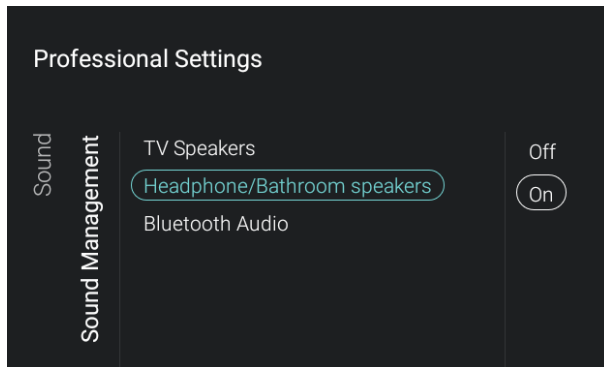 Professional Settings
Sound
Sound Management
TV Speakers
Headphone/Bathroom speakers
Bluetooth Audio
Off
On